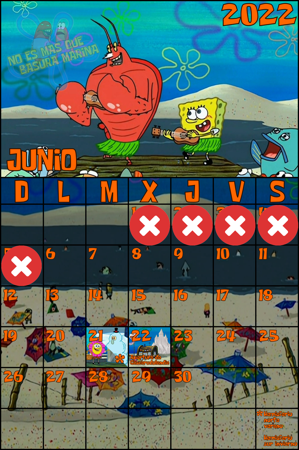 2022
NO ES MAS QUE
BASURA MARINA
JUNIO
D L M X J V S
6 7 8 9 10 11
12 13 14 15 16 17 18
19 20 21 22 23 24 25
26 27 28 29 30